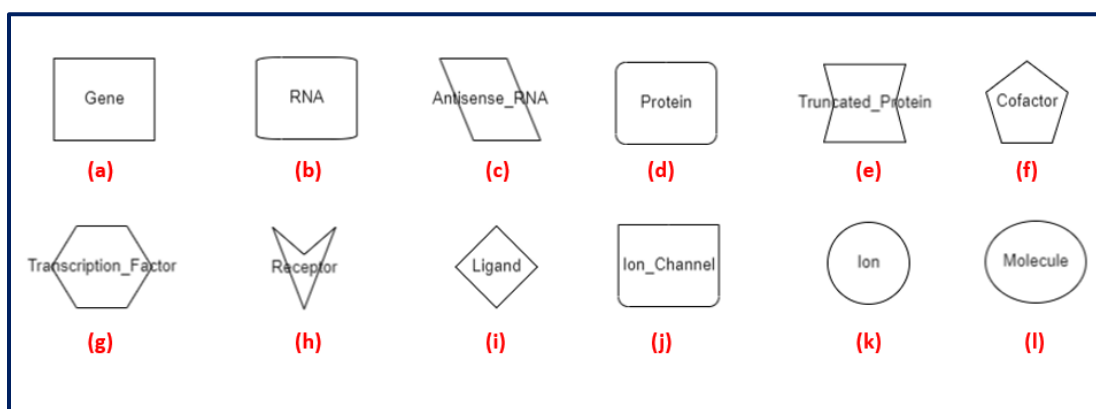 Gene RNA Antisense_RNA Protein Truncated_Protein Cofactor
(a) (b) (c) (d) (e) (f)
Transcription_Factor Receptor Ligand Ion_Channel Ion Molecule
(g) (h) (i) (j) (k) (l)